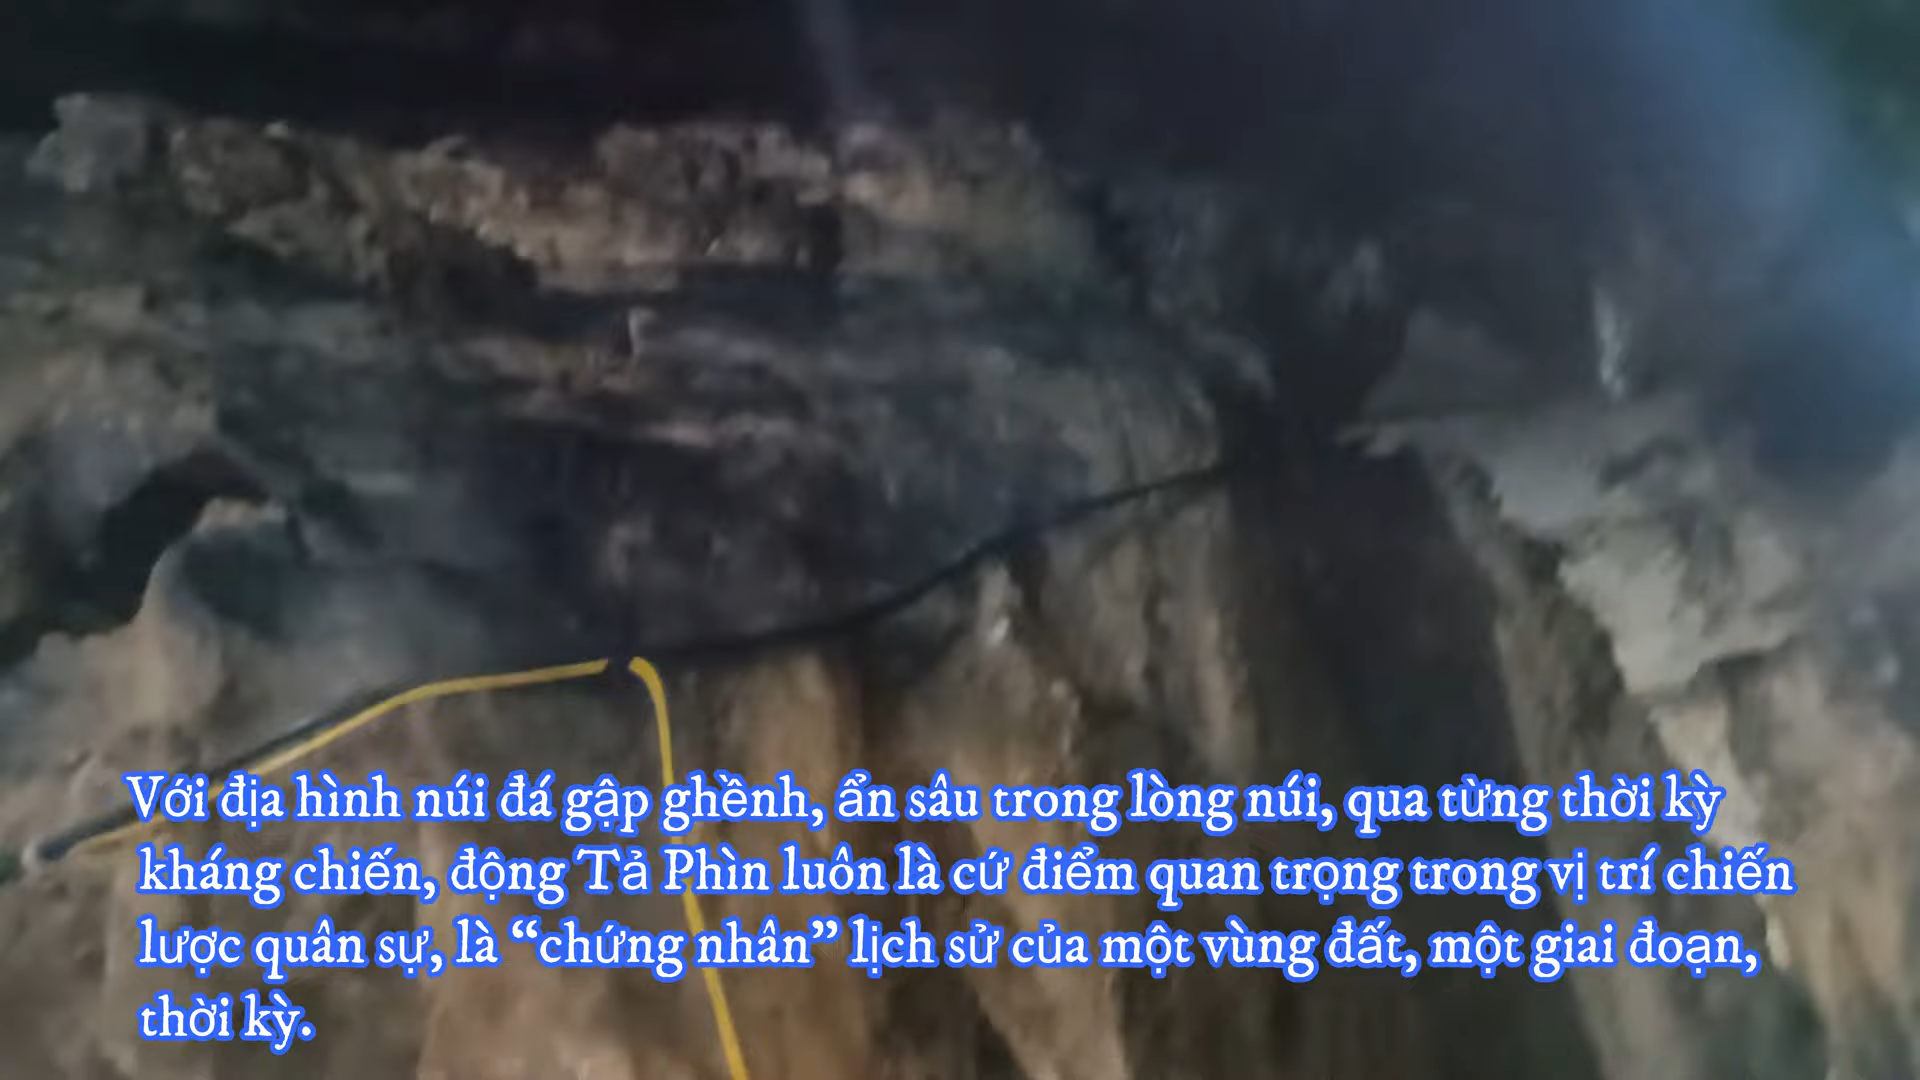 Với địa hình núi đá gập ghềnh, ẩn sâu trong lòng núi, qua từng thời kỳ
kháng chiến, động Tả Phìn luôn là cứ điểm quan trọng trong vị trí chiến
lược quân sự, là “chứng nhân” lịch sử của một vùng đất, một giai đoạn,
thời kỳ.